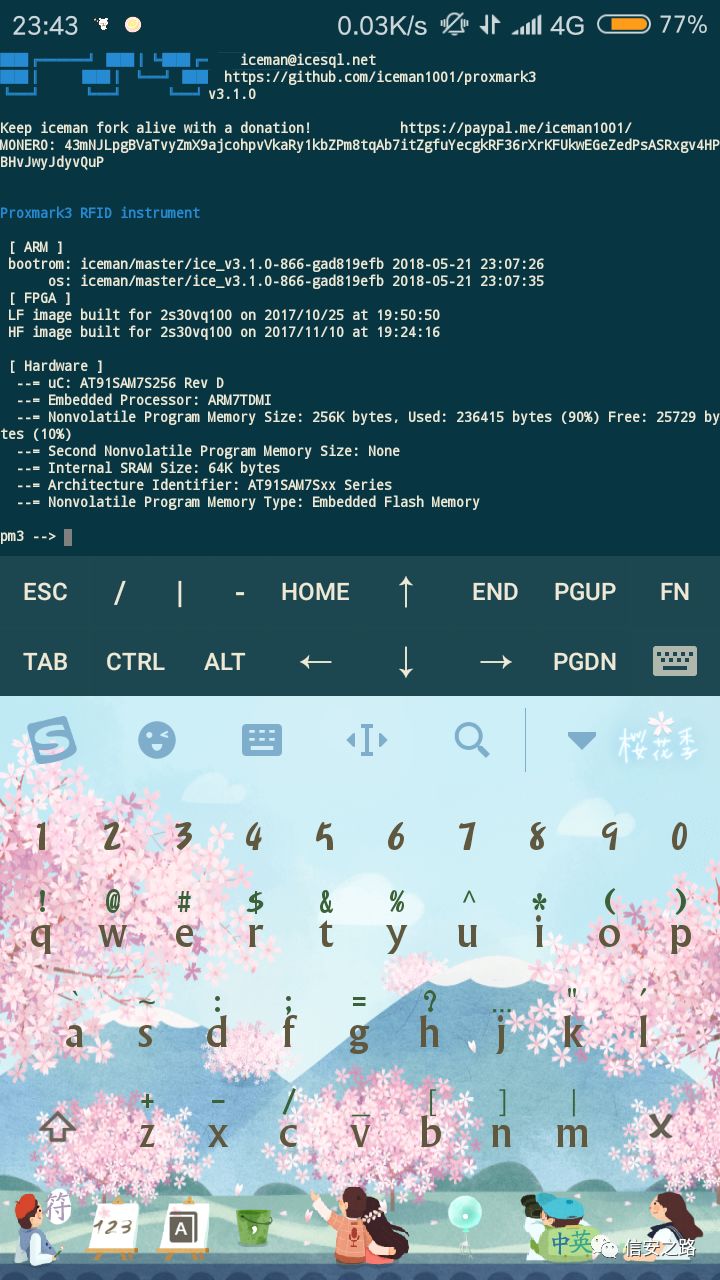 23:43 0.03K/s 4G 77%
iceman@icesql.net
https://github.com/iceman1001/proxmark3
v3.1.0
Keep iceman fork alive with a donation! https://paypal.me/iceman1001/
MONERO: 43mNJLpgBVaTvyZmX9ajcohpvVkaRy1kbZPm8tqAb7itZgfuYecgkRF36rXrKFUkwEGeZedPsASRxgv4HP
BHvJwyJdyvQuP
Proxmark3 RFID instrument
[ ARM ]
bootrom: iceman/master/ice_v3.1.0-866-gad819efb 2018-05-21 23:07:26
os: iceman/master/ice_v3.1.0-866-gad819efb 2018-05-21 23:07:35
[ FPGA ]
LF image built for 2s30vq100 on 2017/10/25 at 19:50:50
HF image built for 2s30vq100 on 2017/11/10 at 19:24:16
[ Hardware ]
--= uC: AT91SAM7S256 Rev D
--= Embedded Processor: ARM7TDMI
--= Nonvolatile Program Memory Size: 256K bytes, Used: 236415 bytes (90%) Free: 25729 by
tes (10%)
--= Second Nonvolatile Program Memory Size: None
--= Internal SRAM Size: 64K bytes
--= Architecture Identifier: AT91SAM7Sxx Series
--= Nonvolatile Program Memory Type: Embedded Flash Memory
pm3 -->
ESC / | - HOME ↑ END PGUP FN
TAB CTRL ALT ← ↓ → PGDN
S 樱花季
1 2 3 4 5 6 7 8 9 0
! @ # $ & % ^ * ( )
q w e r t y u i o p
` ~ : ; = ? … " ′
a s d f g h j k l
+ - / _ [ ] |
z x c v b n m
符 123 A , 中英 信安之路